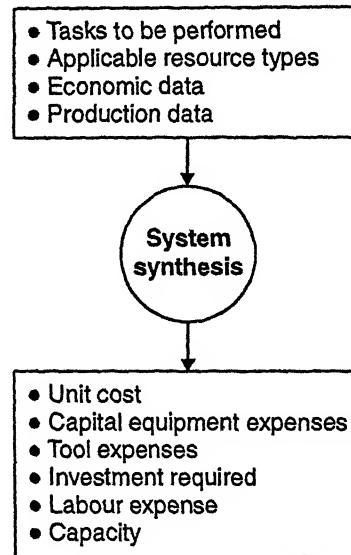 • Tasks to be performed
• Applicable resource types
• Economic data
• Production data
System
synthesis
• Unit cost
• Capital equipment expenses
• Tool expenses
• Investment required
• Labour expense
• Capacity